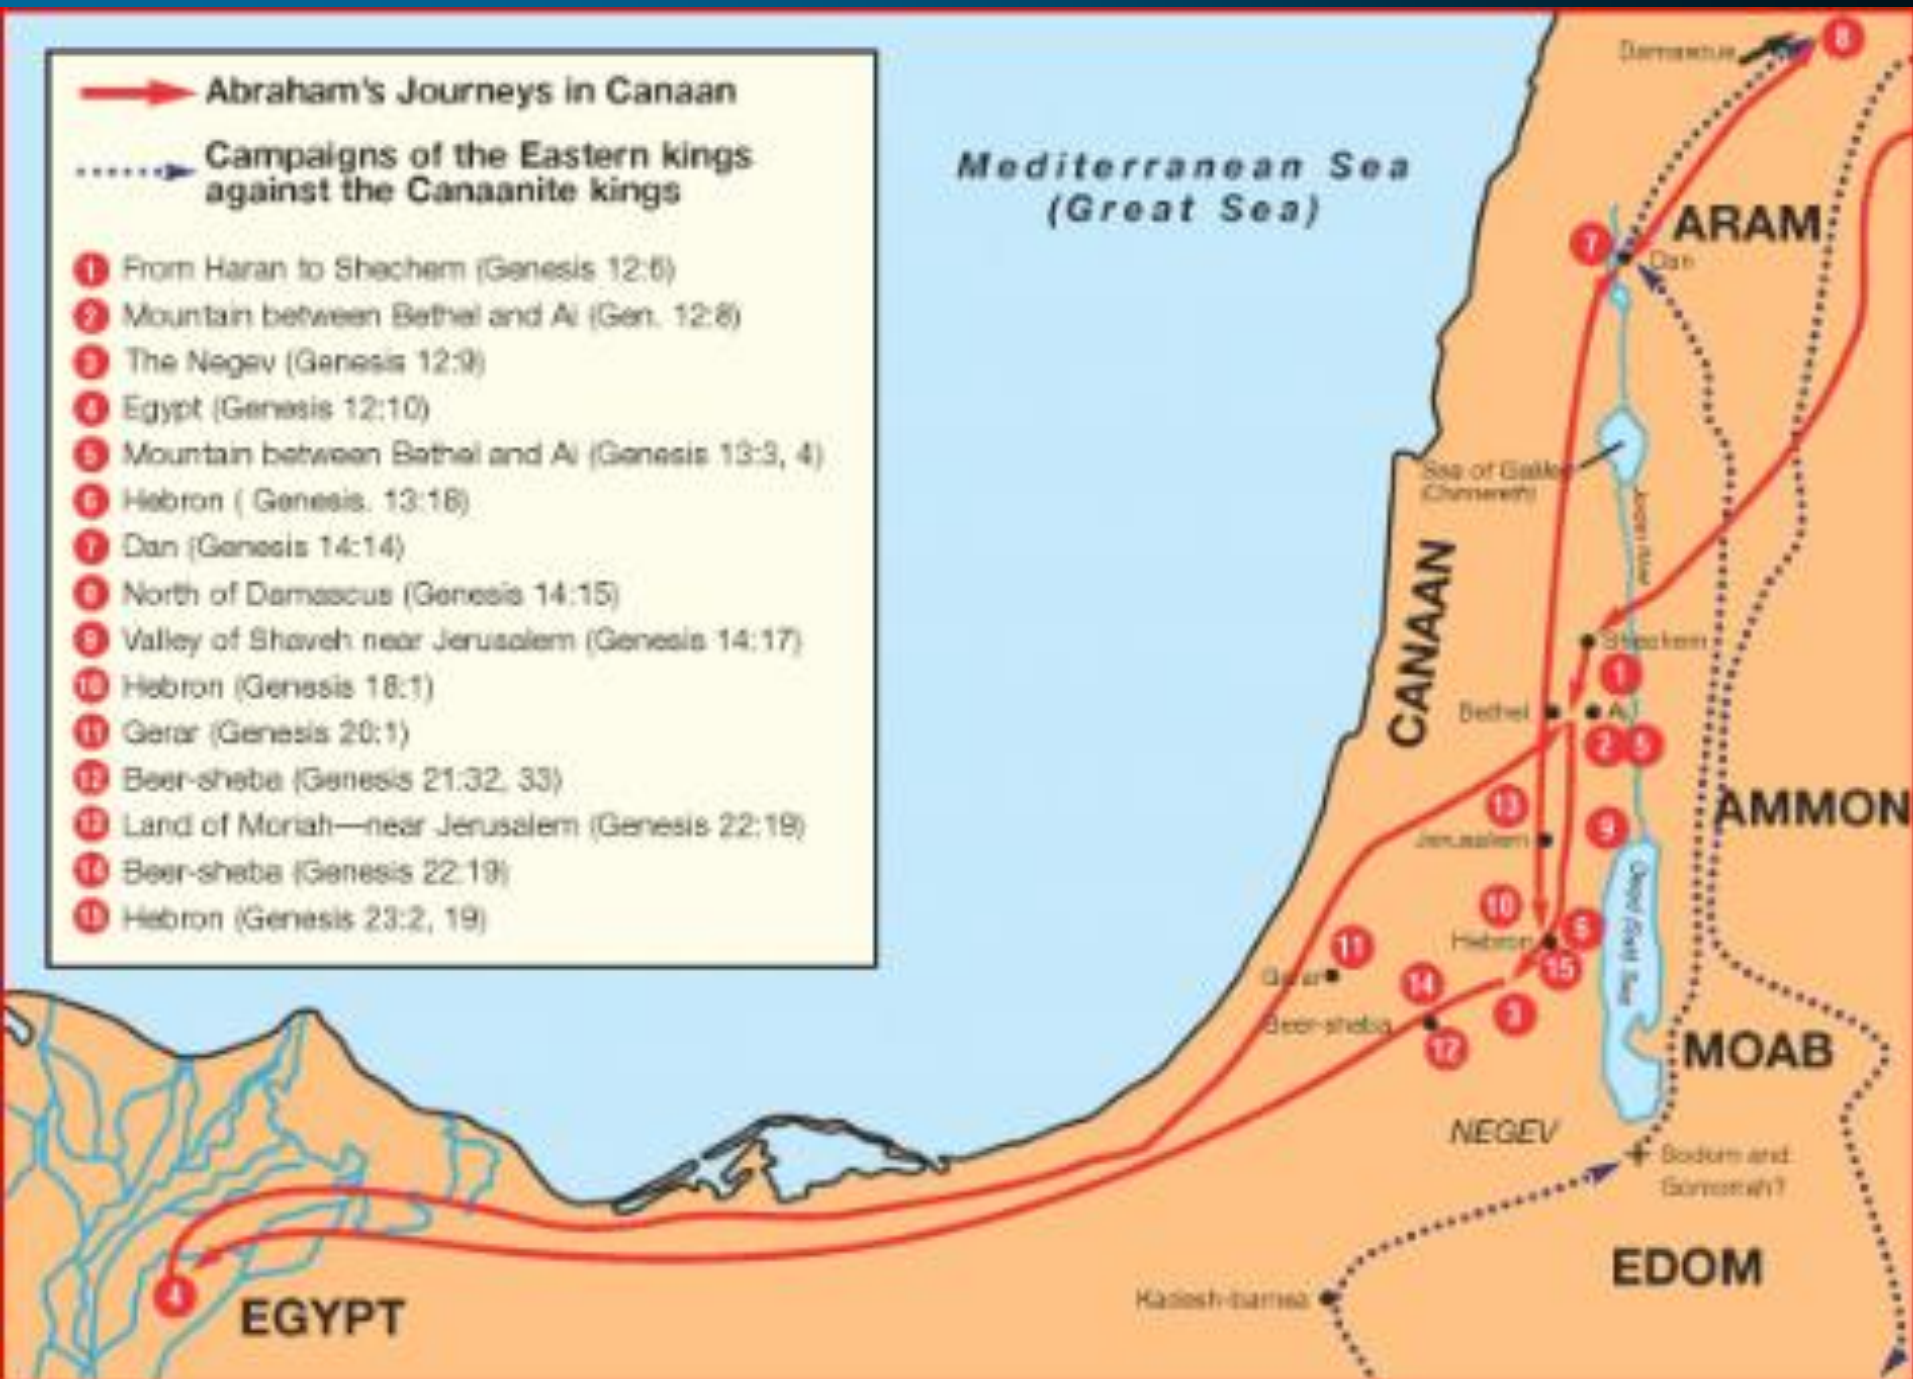 Abraham's Journeys in Canaan
Campaigns of the Eastern kings
against the Canaanite kings
1 From Haran to Shechem (Genesis 12:6)
2 Mountain between Bethel and Ai (Gen. 12:8)
3 The Negev (Genesis 12:9)
4 Egypt (Genesis 12:10)
5 Mountain between Bethel and Ai (Genesis 13:3, 4)
6 Hebron ( Genesis. 13:18)
7 Dan (Genesis 14:14)
8 North of Damascus (Genesis 14:15)
9 Valley of Shaveh near Jerusalem (Genesis 14:17)
10 Hebron (Genesis 18:1)
11 Gerar (Genesis 20:1)
12 Beer-sheba (Genesis 21:32, 33)
13 Land of Moriah—near Jerusalem (Genesis 22:19)
14 Beer-sheba (Genesis 22:19)
15 Hebron (Genesis 23:2, 19)
Mediterranean Sea
(Great Sea)
Damascus
8
ARAM
7
Dan
Sea of Galilee
(Chinnereth)
Jordan River
CANAAN
Shechem
1
Bethel
Ai
2 5
13
AMMON
9
Jerusalem
Dead (Salt) Sea
10
6
Hebron
11
15
Gerar
14
3
Beer-sheba
12
MOAB
NEGEV
Sodom and
Gomorrah?
EDOM
Kadesh-barnea
4
EGYPT